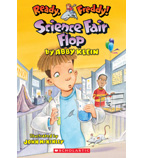 Ready, Freddy!
Science Fair
Flop
by ABBY KLEIN
illustrated by
JOHN MCKINLEY
SCHOLASTIC